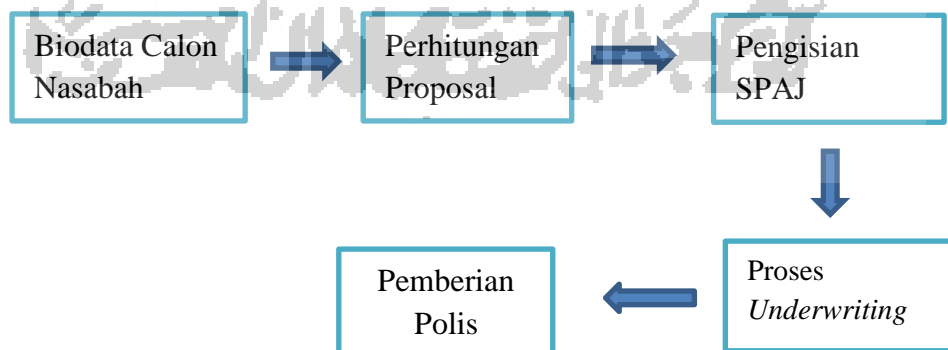 Biodata Calon
Nasabah
Perhitungan
Proposal
Pengisian
SPAJ
Proses
Underwriting
Pemberian
Polis